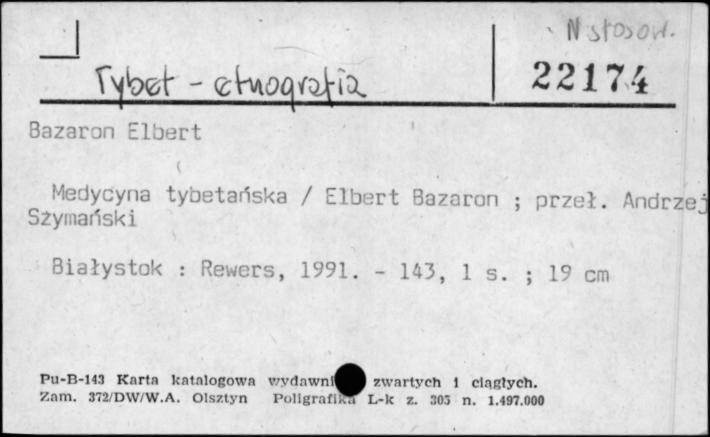 N stosow.
Tybet - etnografia
22174
Bazaron Elbert
Medycyna tybetańska / Elbert Bazaron ; przeł. Andrzej
Szymański
Białystok : Rewers, 1991. - 143, 1 s. ; 19 cm
Pu-B-143 Karta katalogowa wydawni zwartych i ciągłych.
Zam. 372/DW/W.A. Olsztyn Poligrafika L-k z. 305 n. 1.497.000